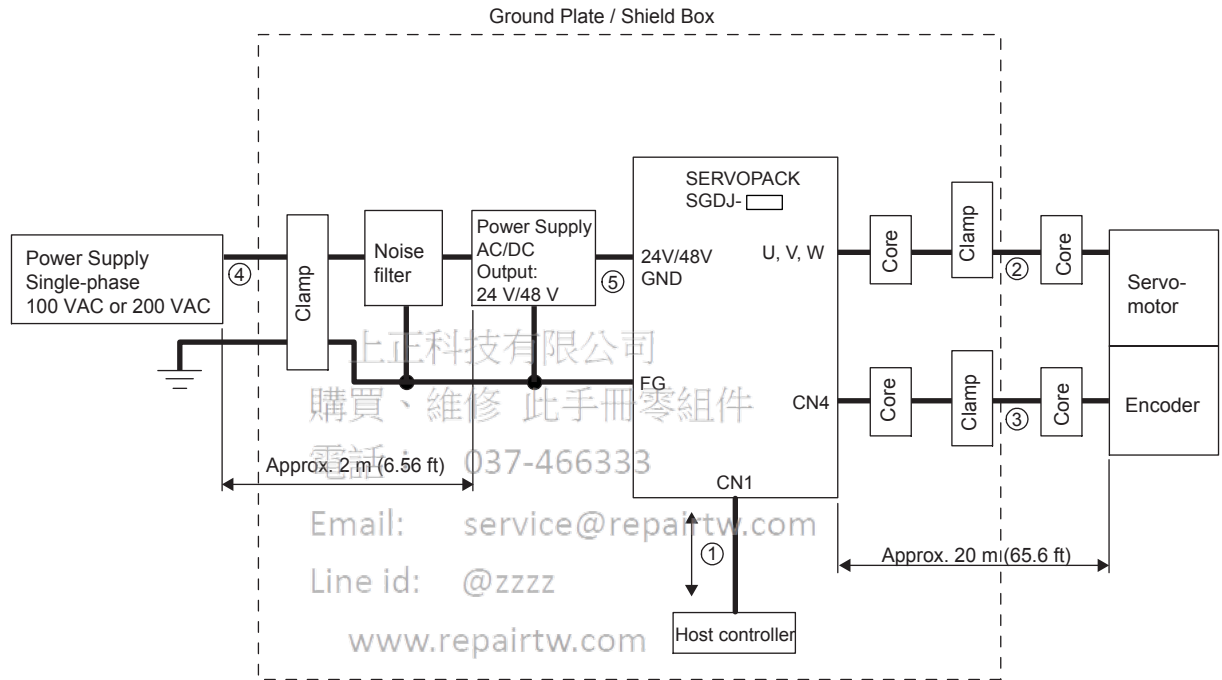 Ground Plate / Shield Box
SERVOPACK
SGDJ-
Power Supply
Single-phase
100 VAC or 200 VAC
④
Clamp
Noise
filter
Power Supply
AC/DC
Output:
24 V/48 V
⑤
24V/48V
GND
U, V, W
Core
Clamp
②
Core
Servo-
motor
FG
CN4
Core
Clamp
③
Core
Encoder
Approx. 2 m (6.56 ft)
CN1
①
Approx. 20 m (65.6 ft)
Host controller
上正科技有限公司
購買、維修 此手冊零組件
電話: 037-466333
Email: service@repairtw.com
Line id: @zzzz
www.repairtw.com